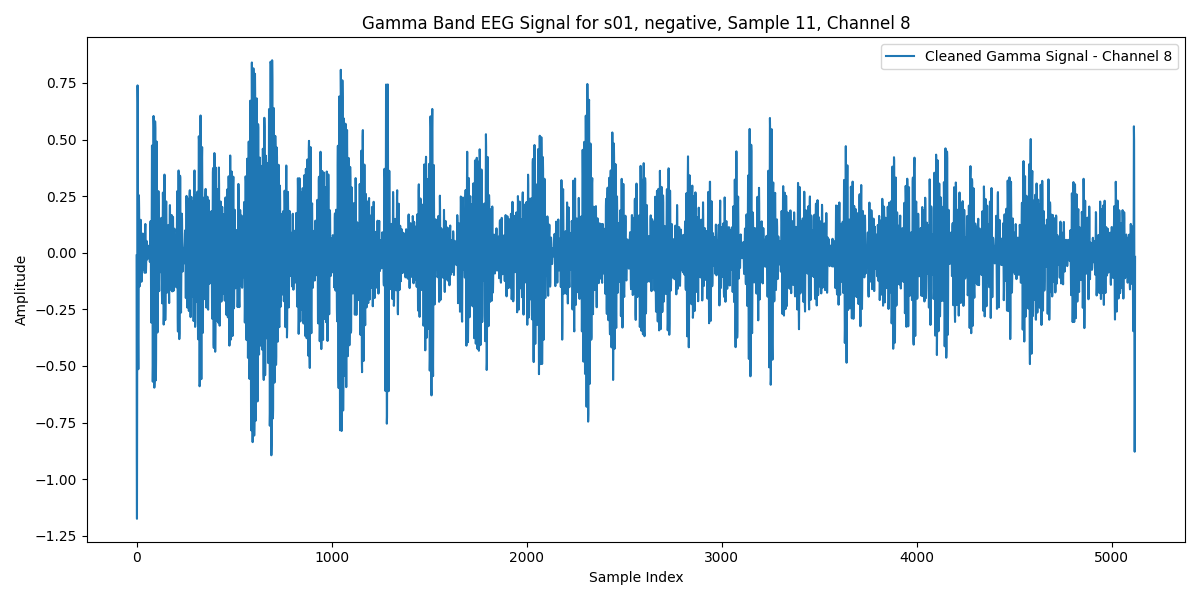 Gamma Band EEG Signal for s01, negative, Sample 11, Channel 8
Cleaned Gamma Signal - Channel 8
Amplitude
0.75
0.50
0.25
0.00
−0.25
−0.50
−0.75
−1.00
−1.25
0 1000 2000 3000 4000 5000
Sample Index